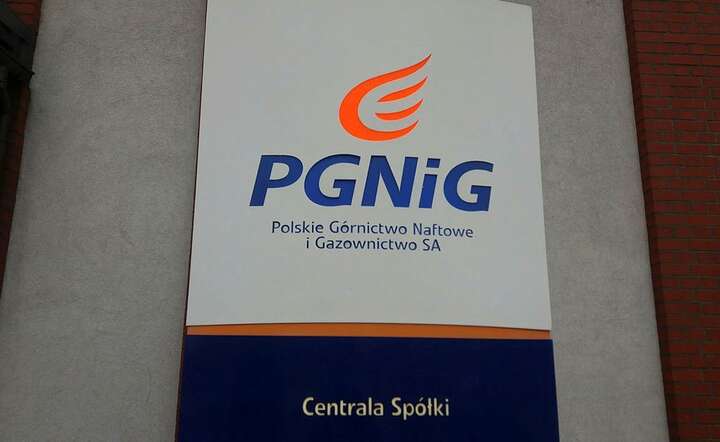 PGNiG
Polskie Górnictwo Naftowe
i Gazownictwo SA
Centrala Spółki